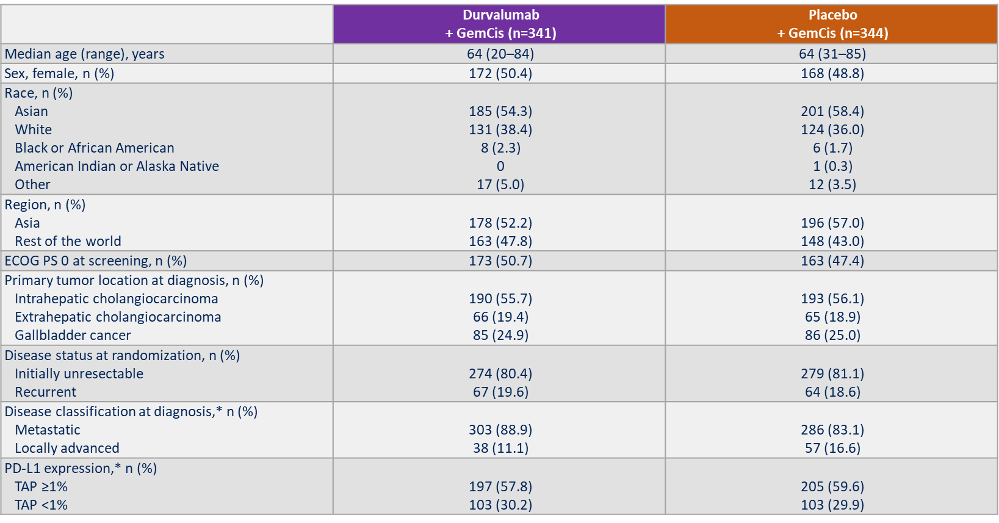 Durvalumab
+ GemCis (n=341)
Placebo
+ GemCis (n=344)
Median age (range), years 64 (20–84) 64 (31–85)
Sex, female, n (%) 172 (50.4) 168 (48.8)
Race, n (%)
Asian 185 (54.3) 201 (58.4)
White 131 (38.4) 124 (36.0)
Black or African American 8 (2.3) 6 (1.7)
American Indian or Alaska Native 0 1 (0.3)
Other 17 (5.0) 12 (3.5)
Region, n (%)
Asia 178 (52.2) 196 (57.0)
Rest of the world 163 (47.8) 148 (43.0)
ECOG PS 0 at screening, n (%) 173 (50.7) 163 (47.4)
Primary tumor location at diagnosis, n (%)
Intrahepatic cholangiocarcinoma 190 (55.7) 193 (56.1)
Extrahepatic cholangiocarcinoma 66 (19.4) 65 (18.9)
Gallbladder cancer 85 (24.9) 86 (25.0)
Disease status at randomization, n (%)
Initially unresectable 274 (80.4) 279 (81.1)
Recurrent 67 (19.6) 64 (18.6)
Disease classification at diagnosis,* n (%)
Metastatic 303 (88.9) 286 (83.1)
Locally advanced 38 (11.1) 57 (16.6)
PD-L1 expression,* n (%)
TAP ≥1% 197 (57.8) 205 (59.6)
TAP <1% 103 (30.2) 103 (29.9)